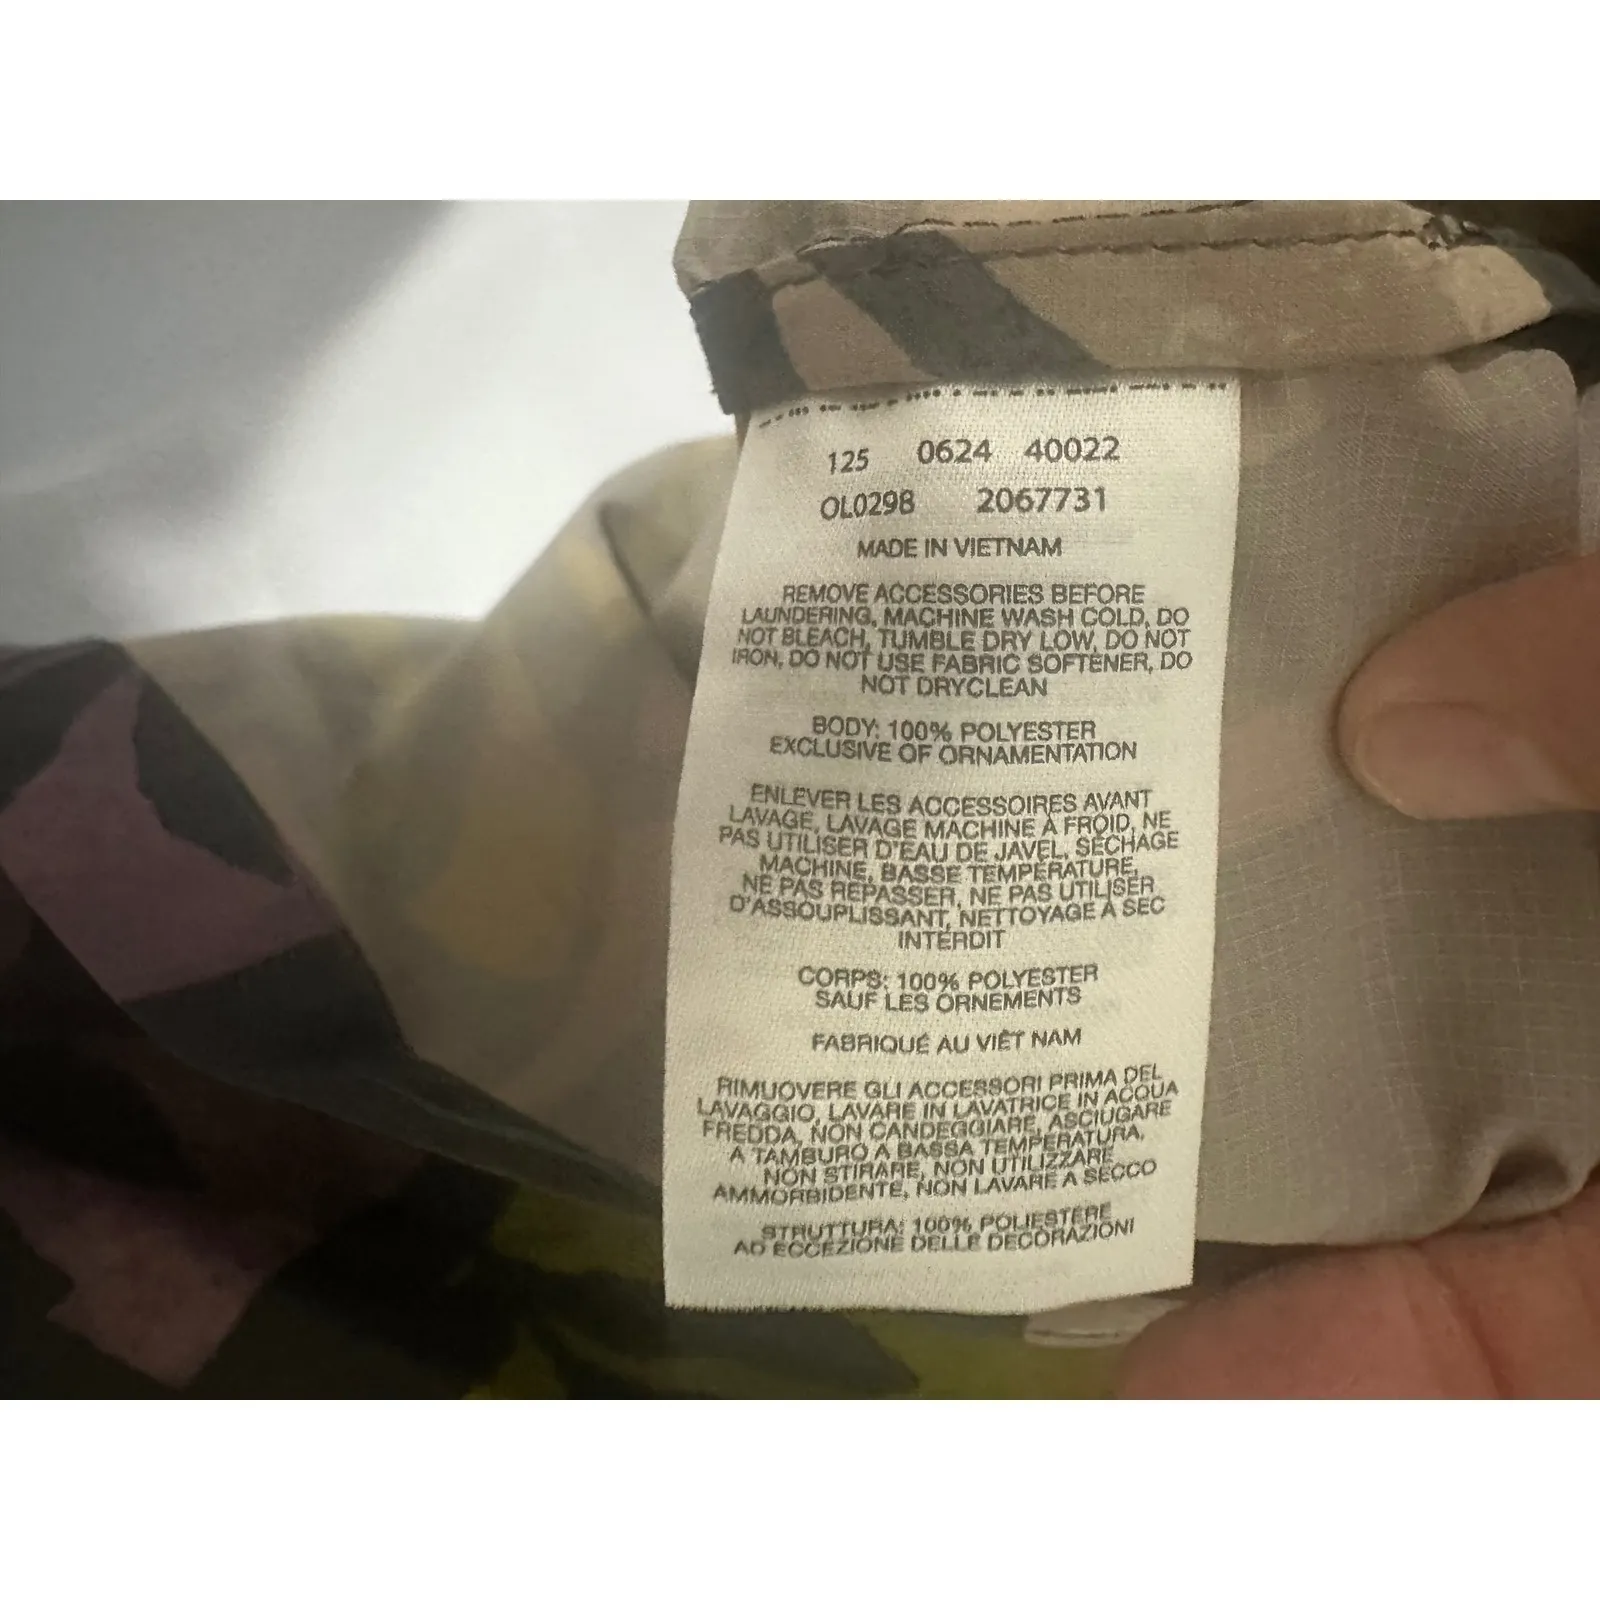 125 0624 40022
OL0298 2067731
MADE IN VIETNAM
REMOVE ACCESSORIES BEFORE
LAUNDERING, MACHINE WASH COLD, DO
NOT BLEACH, TUMBLE DRY LOW, DO NOT
IRON, DO NOT USE FABRIC SOFTENER, DO
NOT DRYCLEAN
BODY: 100% POLYESTER
EXCLUSIVE OF ORNAMENTATION
ENLEVER LES ACCESSOIRES AVANT
LAVAGE, LAVAGE MACHINE À FROID, NE
PAS UTILISER D'EAU DE JAVEL, SÉCHAGE
MACHINE, BASSE TEMPÉRATURE,
NE PAS REPASSER, NE PAS UTILISER
D'ASSOUPLISSANT, NETTOYAGE À SEC
INTERDIT
CORPS: 100% POLYESTER
SAUF LES ORNEMENTS
FABRIQUÉ AU VIÊT NAM
RIMUOVERE GLI ACCESSORI PRIMA DEL
LAVAGGIO, LAVARE IN LAVATRICE IN ACQUA
FREDDA, NON CANDEGGIARE, ASCIUGARE
A TAMBURO A BASSA TEMPERATURA,
NON STIRARE, NON UTILIZZARE
AMMORBIDENTE, NON LAVARE A SECCO
STRUTTURA: 100% POLIESTERE
AD ECCEZIONE DELLE DECORAZIONI